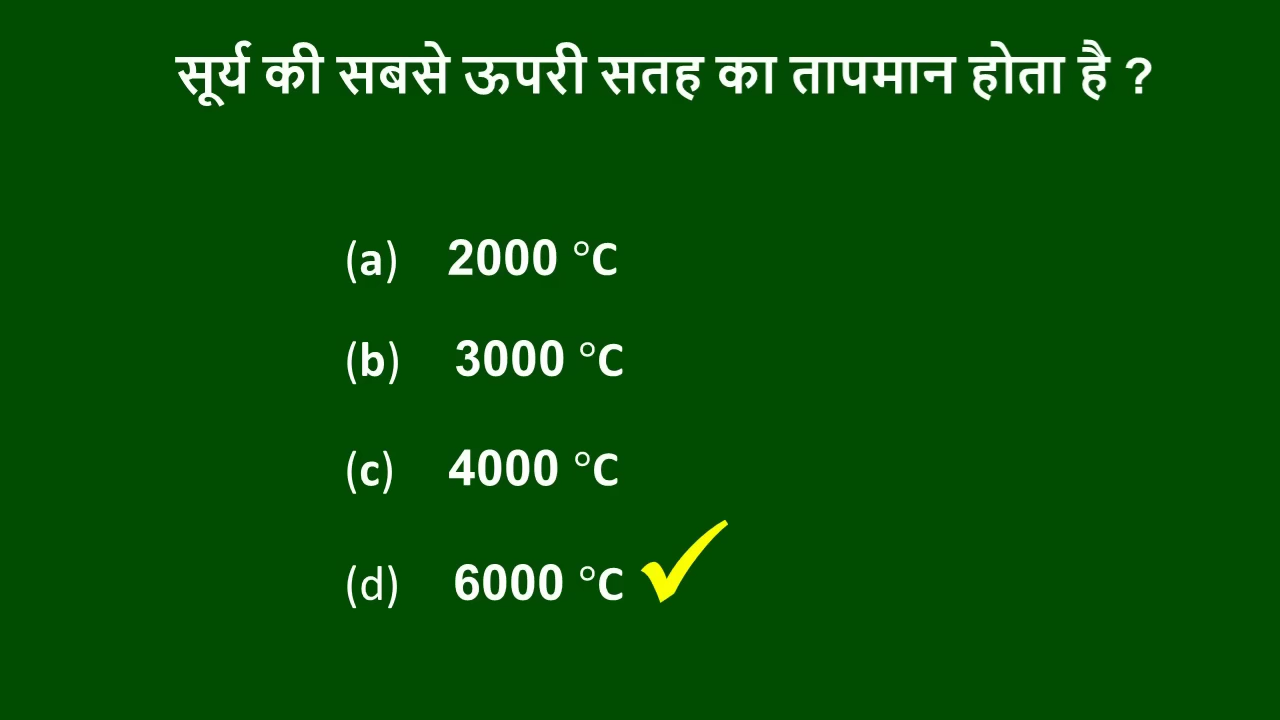 सूर्य की सबसे ऊपरी सतह का तापमान होता है ?
(a) 2000 °C
(b) 3000 °C
(c) 4000 °C
(d) 6000 °C